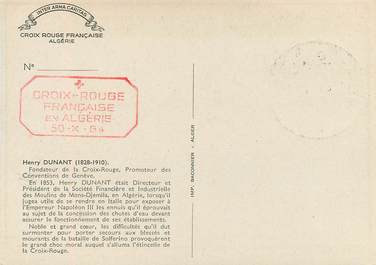 INTER ARMA CARITAS
CROIX ROUGE FRANÇAISE
ALGÉRIE
N°
CROIX-ROUGE
FRANÇAISE
EN ALGÉRIE
30-X-54
IMP. BACONNIER - ALGER
Henry DUNANT (1828-1910).
Fondateur de la Croix-Rouge, Promoteur des
Conventions de Genève.
En 1853, Henry DUNANT était Directeur et
Président de la Société Financière et Industrielle
des Moulins de Mons-Djemila, en Algérie, lorsqu'il
jugea utile de se rendre en Italie pour exposer à
l'Empereur Napoléon III les ennuis qu'il éprouvait
au sujet de la concession des chutes d'eau devant
assurer le fonctionnement de ses établissements.
Noble et grand cœur, les difficultés qu'il dut
surmonter pour porter secours aux blessés et
mourants de la bataille de Solférino provoquèrent
le grand choc moral auquel s'alluma l'étincelle de
la Croix-Rouge.